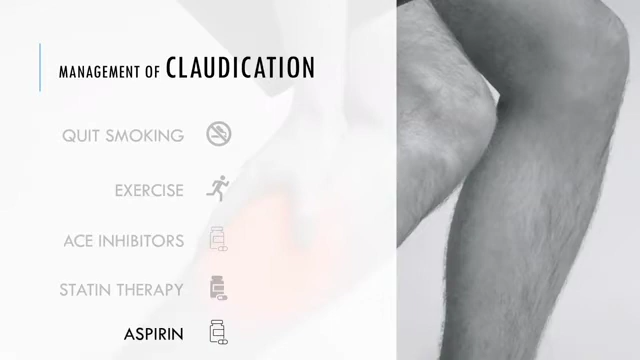 MANAGEMENT OF CLAUDICATION
QUIT SMOKING
EXERCISE
ACE INHIBITORS
STATIN THERAPY
ASPIRIN